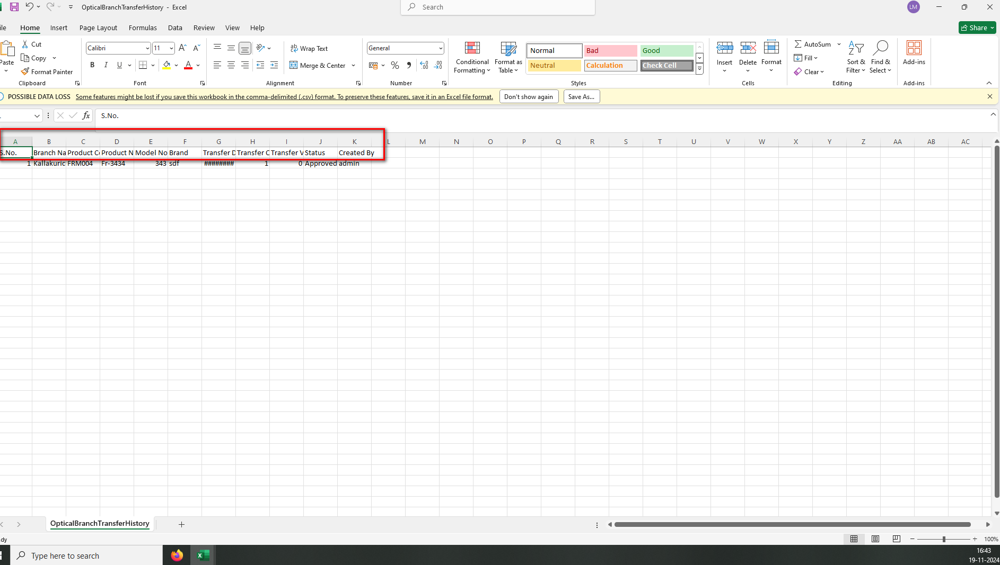 OpticalBranchTransferHistory - Excel
Search
LM
ile Home Insert Page Layout Formulas Data Review View Help
Share
Paste
Cut
Copy
Format Painter
Clipboard
Calibri 11
B I U
Font
Wrap Text
Merge & Center
Alignment
General
Number
Conditional Formatting
Format as Table
Normal Bad Good
Neutral Calculation Check Cell
Styles
Insert Delete Format
Cells
AutoSum
Fill
Clear
Sort & Filter
Find & Select
Editing
Add-ins
Add-ins
POSSIBLE DATA LOSS Some features might be lost if you save this workbook in the comma-delimited (.csv) format. To preserve these features, save it in an Excel file format. Don't show again Save As...
fx S.No.
A B C D E F G H I J K L M N O P Q R S T U V W X Y Z AA AB AC
S.No. Branch Na Product Co Product N Model No Brand Transfer D Transfer C Transfer V Status Created By
1 Kallakuric FRM004 Fr-3434 343 sdf ######## 1 0 Approved admin
OpticalBranchTransferHistory
dy
100%
Type here to search
16:43
19-11-2024